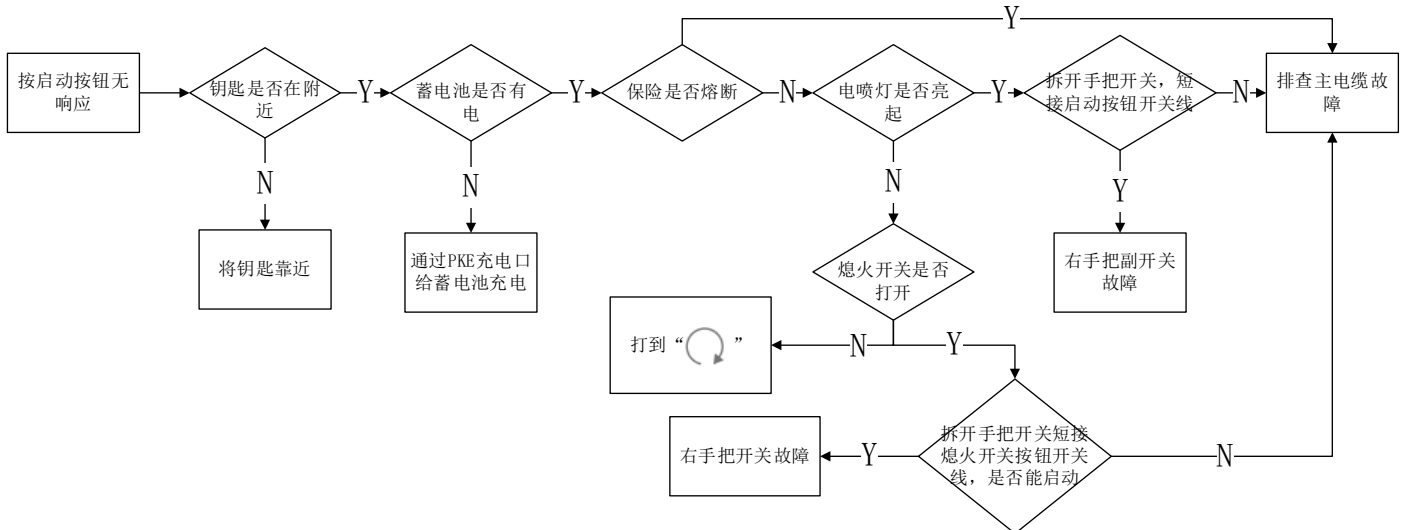 Y
按启动按钮无
响应
钥匙是否在附
近
Y
蓄电池是否有
电
Y
保险是否熔断
N
电喷灯是否亮
起
Y
拆开手把开关，短
接启动按钮开关线
N
排查主电缆故
障
N
N
N
Y
将钥匙靠近
通过PKE充电口
给蓄电池充电
熄火开关是否
打开
右手把副开关
故障
打到“ ”
N
Y
右手把开关故障
Y
拆开手把开关短接
熄火开关按钮开关
线，是否能启动
N